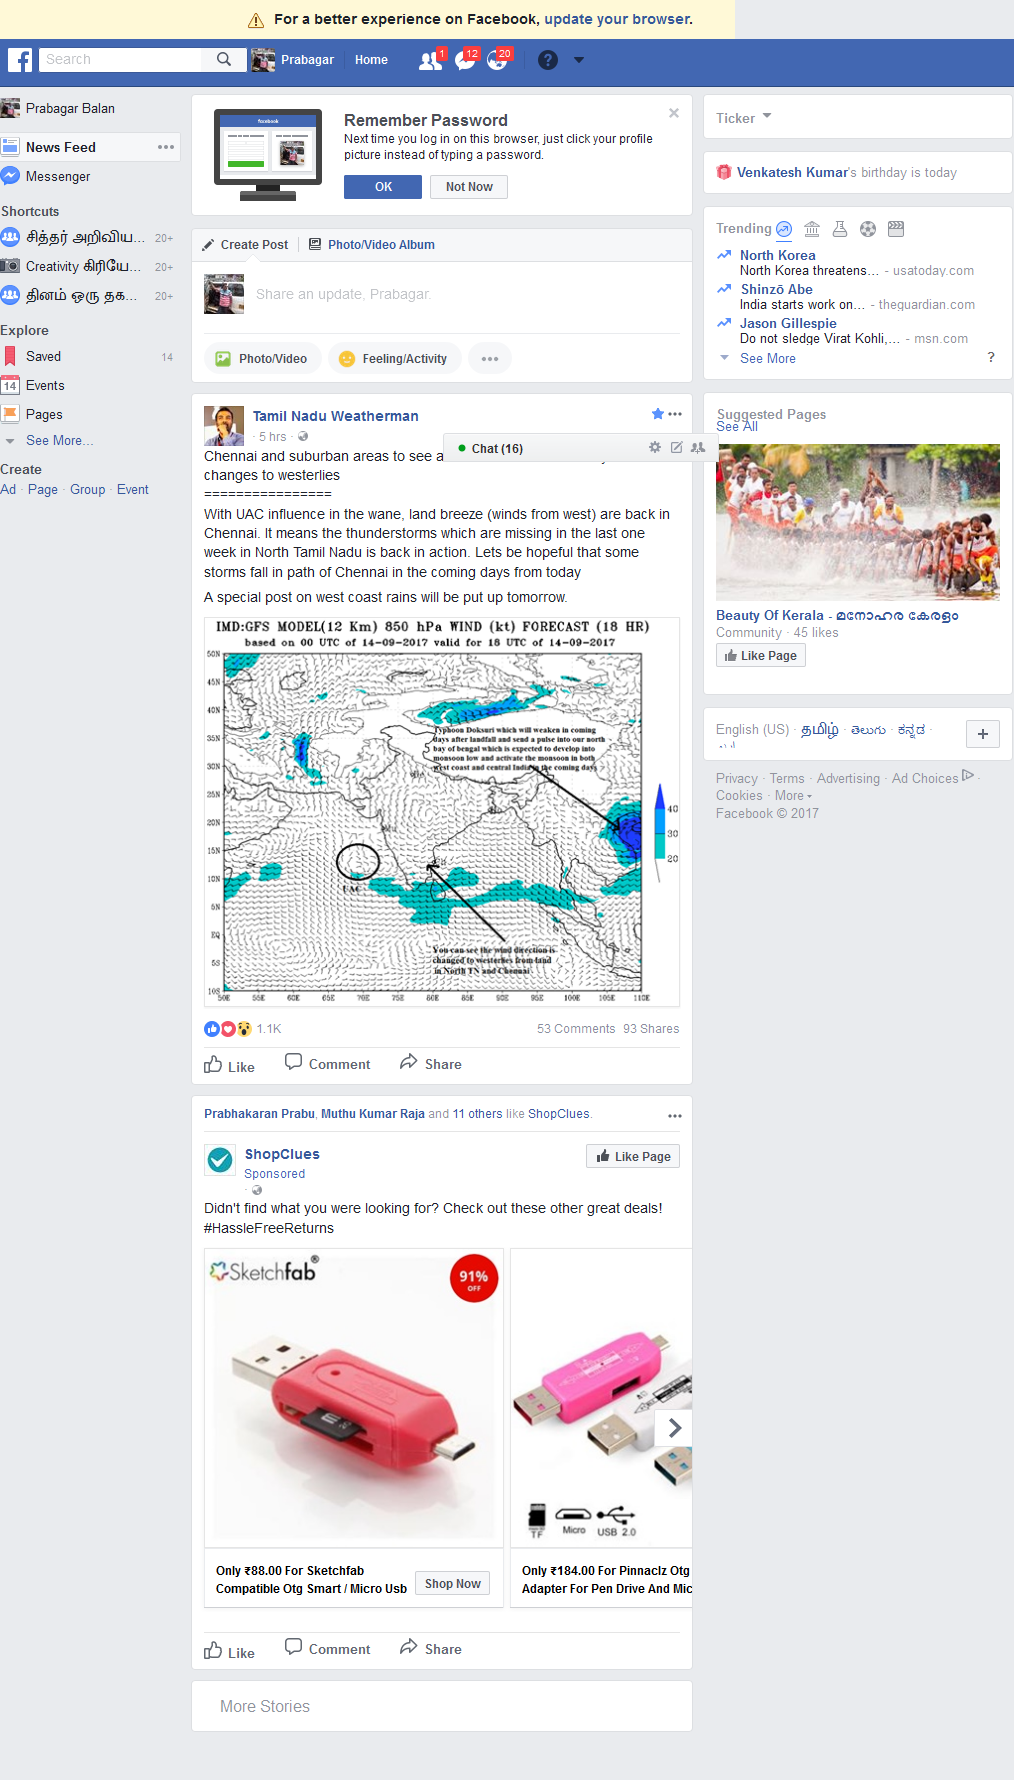 For a better experience on Facebook, update your browser.
Search
Prabagar
Home
1
12
20
?
Prabagar Balan
News Feed
Messenger
Shortcuts
சித்தர் அறிவிய... 20+
Creativity கிரியே... 20+
தினம் ஒரு தக... 20+
Explore
Saved 14
14 Events
Pages
See More...
Create
Ad · Page · Group · Event
facebook
Remember Password
Next time you log in on this browser, just click your profile
picture instead of typing a password.
OK
Not Now
Create Post
Photo/Video Album
Share an update, Prabagar.
Photo/Video
Feeling/Activity
Tamil Nadu Weatherman
· 5 hrs ·
Chat (16)
Chennai and suburban areas to see a
changes to westerlies
================
With UAC influence in the wane, land breeze (winds from west) are back in
Chennai. It means the thunderstorms which are missing in the last one
week in North Tamil Nadu is back in action. Lets be hopeful that some
storms fall in path of Chennai in the coming days from today
A special post on west coast rains will be put up tomorrow.
IMD:GFS MODEL(12 Km) 850 hPa WIND (kt) FORECAST (18 HR)
based on 00 UTC of 14-09-2017 valid for 18 UTC of 14-09-2017
50N
45N
40N
35N
30N
25N
20N
15N
10N
5N
EQ
5S
10S
Typhoon Doksuri which will weaken in coming
days after landfall and send a pulse into our north
bay of bengal which is expected to develop into
monsoon low and activate the monsoon in both
west coast and central India in the coming days
40
30
20
UAC
You can see the wind direction is
changed to westerlies from land
in North TN and Chennai
50E 55E 60E 65E 70E 75E 80E 85E 90E 95E 100E 105E 110E
1.1K
53 Comments 93 Shares
Like Comment Share
Prabhakaran Prabu, Muthu Kumar Raja and 11 others like ShopClues.
ShopClues
Sponsored
Like Page
Didn't find what you were looking for? Check out these other great deals!
#HassleFreeReturns
Sketchfab®
91%
OFF
TF Micro USB 2.0
Only ₹88.00 For Sketchfab
Compatible Otg Smart / Micro Usb
Shop Now
Only ₹184.00 For Pinnaclz Otg
Adapter For Pen Drive And Mic
Like Comment Share
More Stories
Ticker
Venkatesh Kumar's birthday is today
Trending
North Korea
North Korea threatens... - usatoday.com
Shinzō Abe
India starts work on... - theguardian.com
Jason Gillespie
Do not sledge Virat Kohli,... - msn.com
See More
?
Suggested Pages
See All
Beauty Of Kerala - മനോഹര കേരളം
Community · 45 likes
Like Page
English (US) · தமிழ் · తెలుగు · ಕನ್ನಡ ·
+
Privacy · Terms · Advertising · Ad Choices ·
Cookies · More
Facebook © 2017